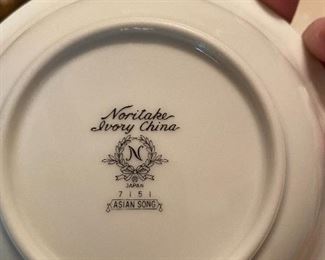 Noritake
Ivory China
N
®
JAPAN
7151
ASIAN SONG